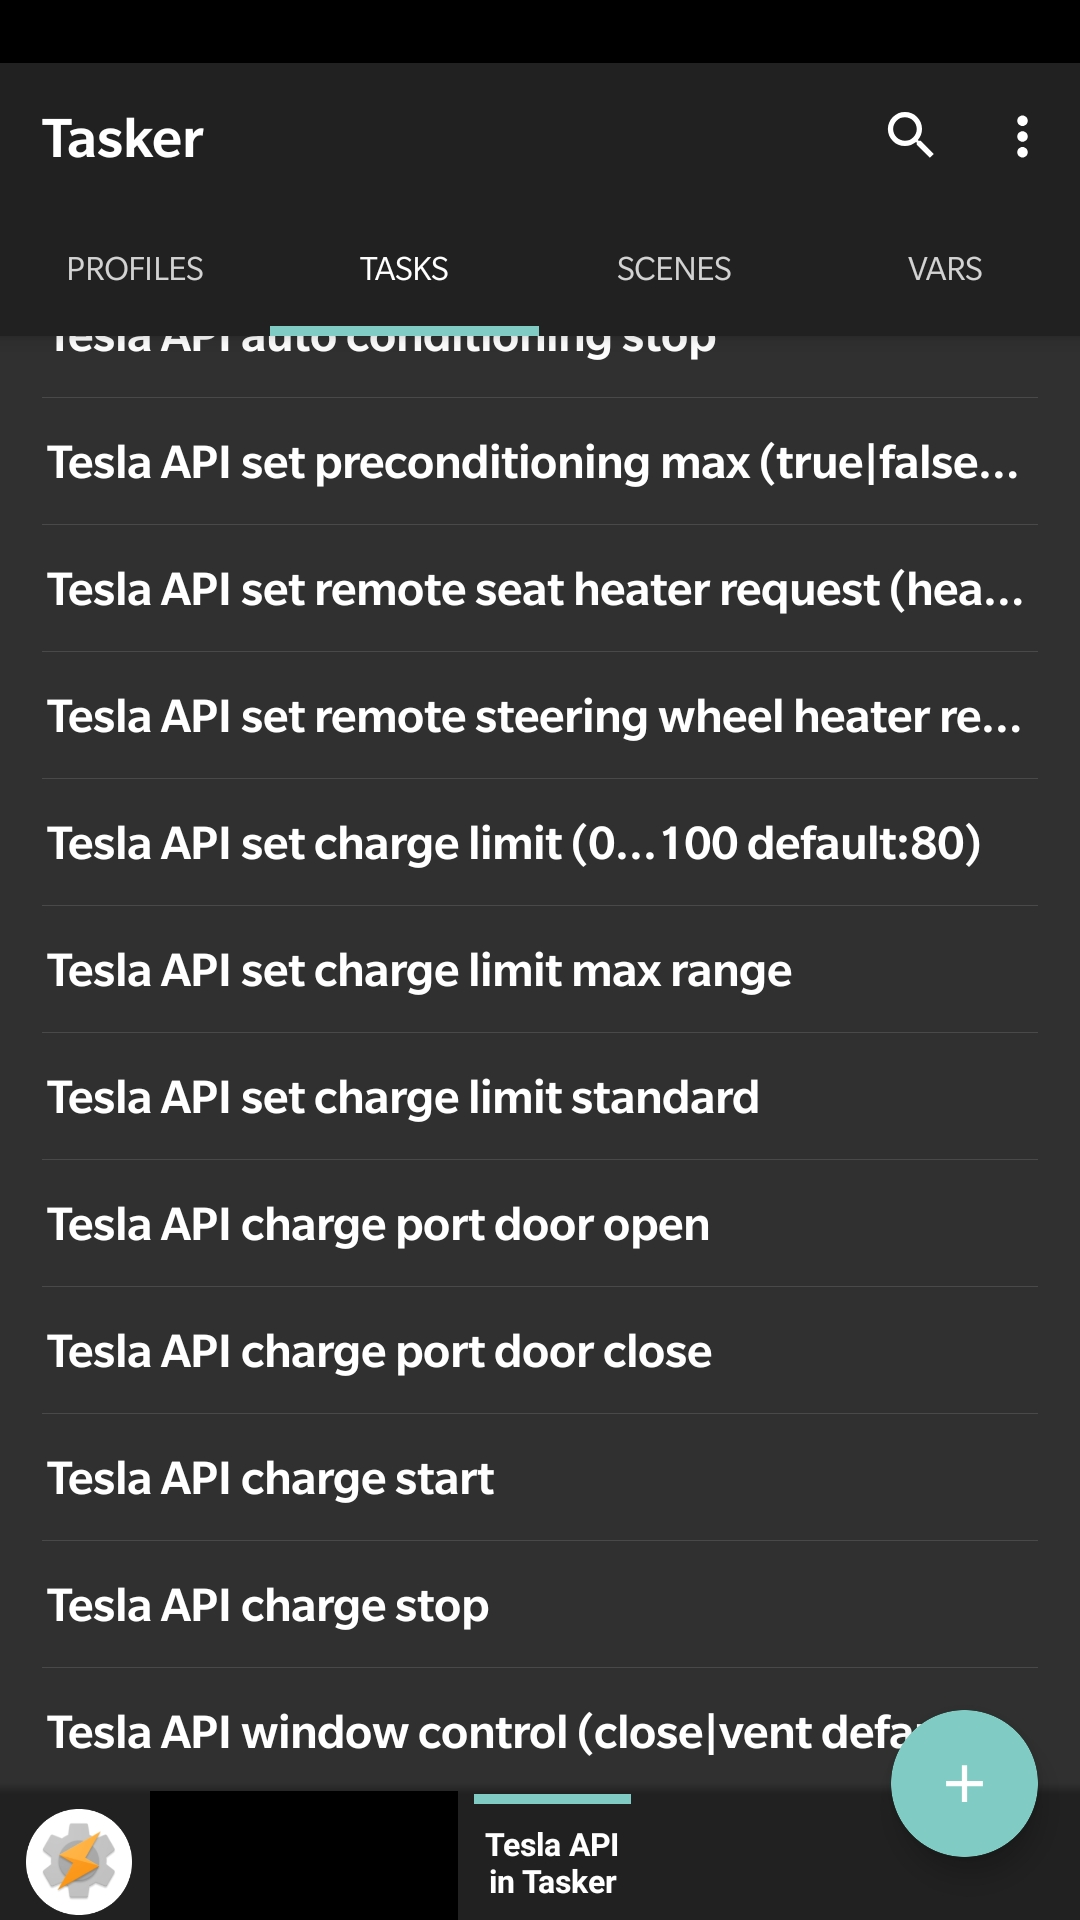 Tasker
PROFILES
TASKS
SCENES
VARS
Tesla API auto conditioning stop
Tesla API set preconditioning max (true|false...
Tesla API set remote seat heater request (hea...
Tesla API set remote steering wheel heater re...
Tesla API set charge limit (0...100 default:80)
Tesla API set charge limit max range
Tesla API set charge limit standard
Tesla API charge port door open
Tesla API charge port door close
Tesla API charge start
Tesla API charge stop
Tesla API window control (close|vent defa
Tesla API
in Tasker